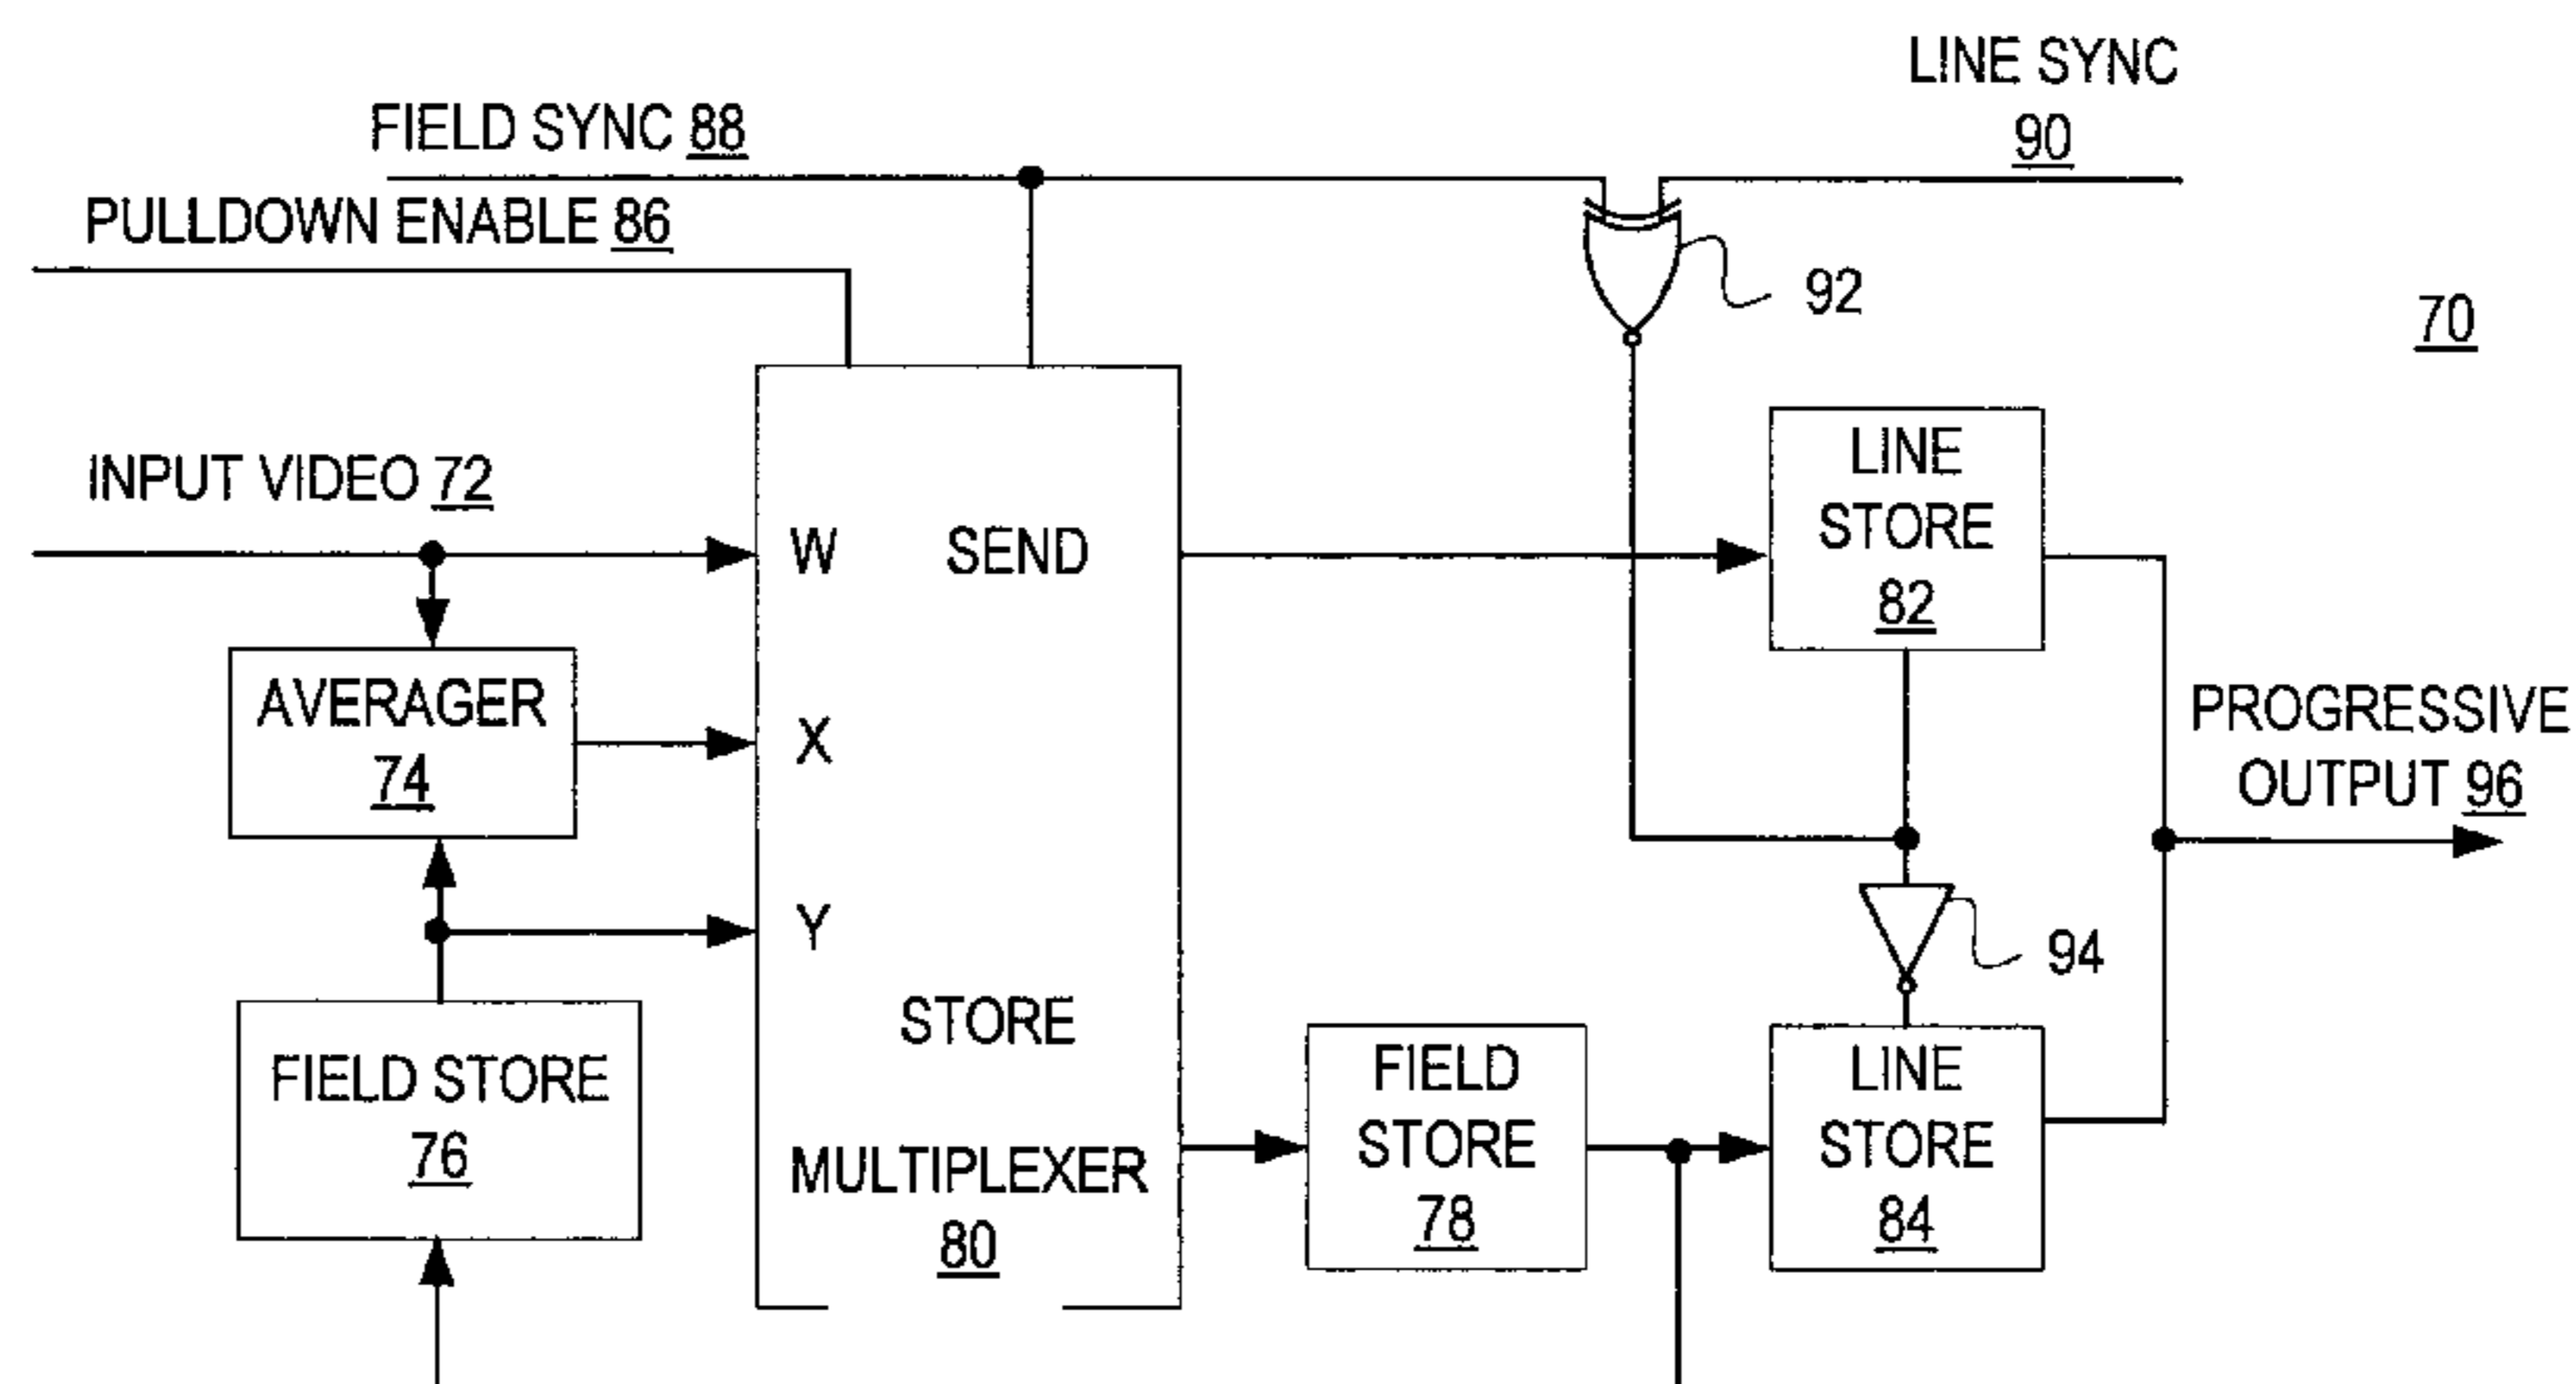 LINE SYNC
90
FIELD SYNC 88
PULLDOWN ENABLE 86
92
70
INPUT VIDEO 72
W
SEND
LINE
STORE
82
AVERAGER
74
X
PROGRESSIVE
OUTPUT 96
Y
94
FIELD STORE
76
STORE
MULTIPLEXER
80
FIELD
STORE
78
LINE
STORE
84